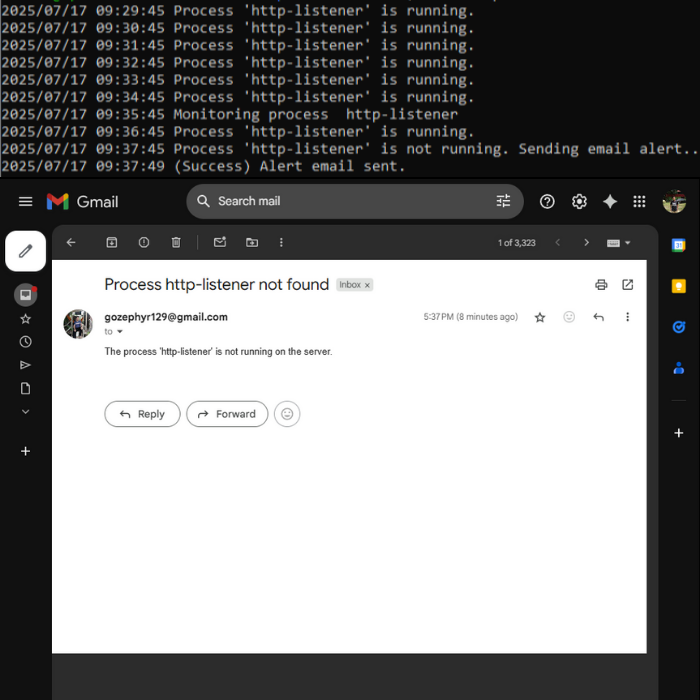 2025/07/17 09:29:45 Process 'http-listener' is running.
2025/07/17 09:30:45 Process 'http-listener' is running.
2025/07/17 09:31:45 Process 'http-listener' is running.
2025/07/17 09:32:45 Process 'http-listener' is running.
2025/07/17 09:33:45 Process 'http-listener' is running.
2025/07/17 09:34:45 Process 'http-listener' is running.
2025/07/17 09:35:45 Monitoring process  http-listener
2025/07/17 09:36:45 Process 'http-listener' is running.
2025/07/17 09:37:45 Process 'http-listener' is not running. Sending email alert..
2025/07/17 09:37:49 (Success) Alert email sent.
Gmail
Search mail
1 of 3,323
31
Process http-listener not found
Inbox x
gozephyr129@gmail.com
5:37 PM (8 minutes ago)
to
The process 'http-listener' is not running on the server.
Reply
Forward